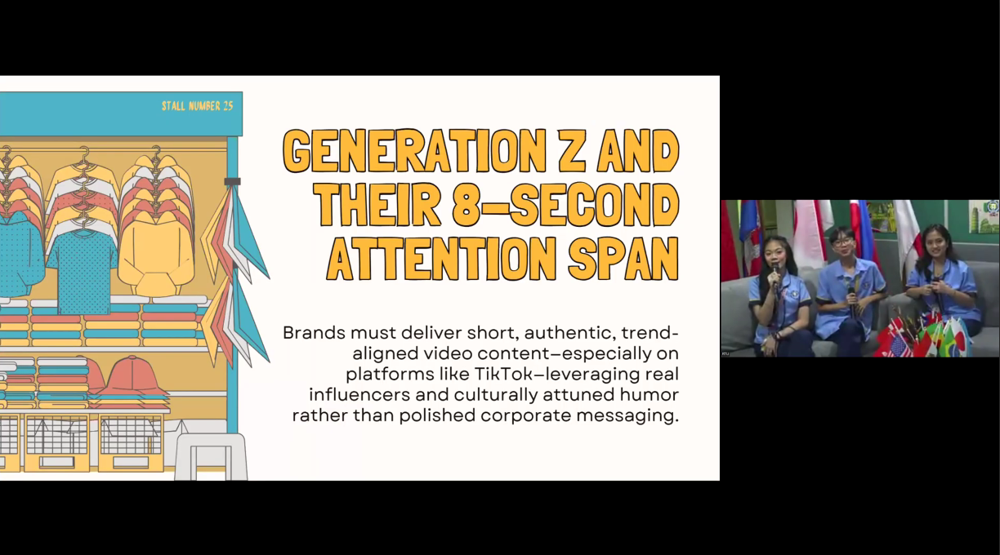 STALL NUMBER 25
GENERATION Z AND
THEIR 8–SECOND
ATTENTION SPAN
Brands must deliver short, authentic, trend-
aligned video content—especially on
platforms like TikTok—leveraging real
influencers and culturally attuned humor
rather than polished corporate messaging.